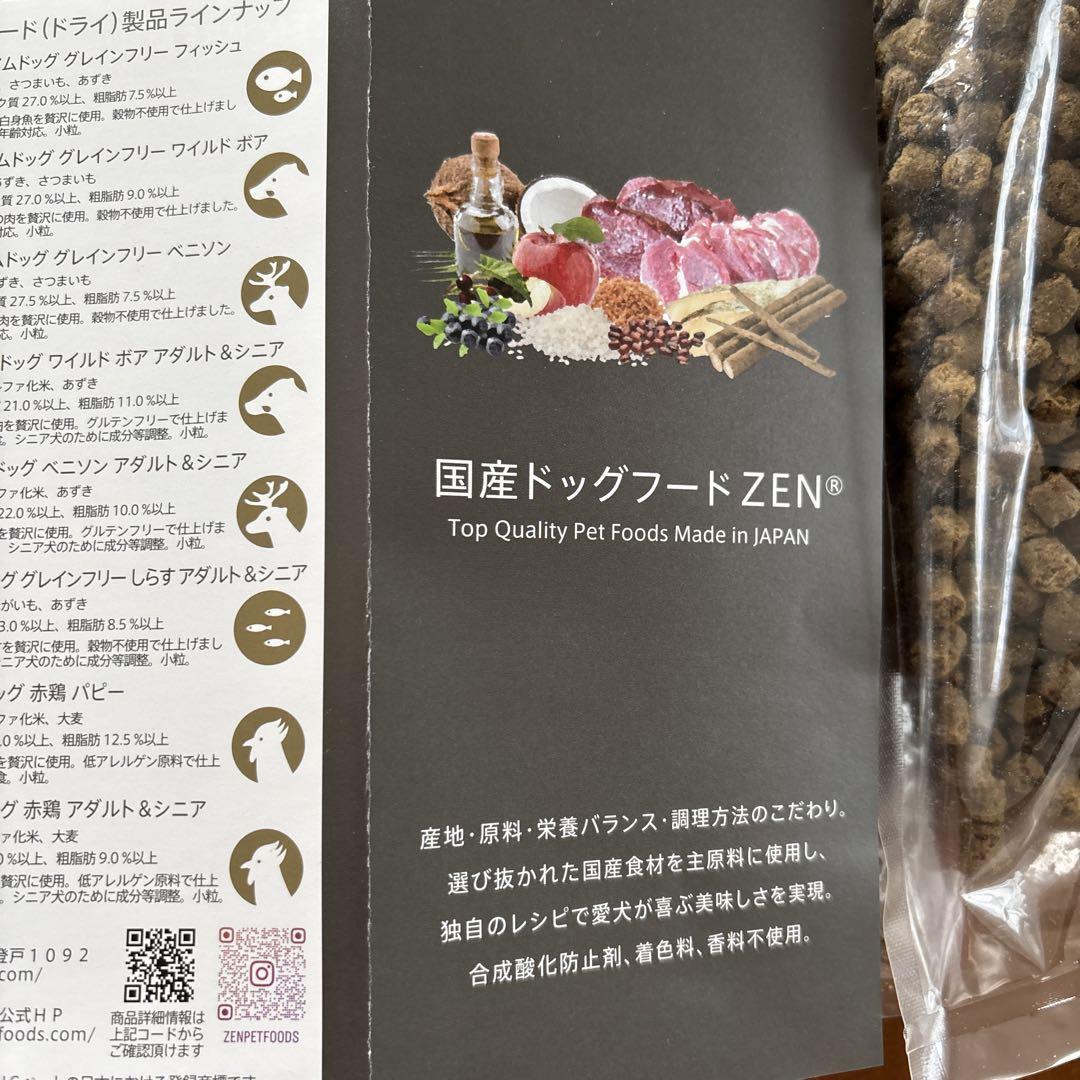 ード(ドライ)製品ラインナップ
ムドッグ グレインフリー フィッシュ
、さつまいも、あずき
ク質 27.0 %以上、粗脂肪 7.5 %以上
白身魚を贅沢に使用。穀物不使用で仕上げまし
年齢対応。小粒。
ムドッグ グレインフリー ワイルド ボア
あずき、さつまいも
質 27.0 %以上、粗脂肪 9.0 %以上
の肉を贅沢に使用。穀物不使用で仕上げました。
対応。小粒。
ムドッグ グレインフリー ベニソン
ずき、さつまいも
質 27.5 %以上、粗脂肪 7.5 %以上
肉を贅沢に使用。穀物不使用で仕上げました。
応。小粒。
ドッグ ワイルド ボア アダルト＆シニア
ファ化米、あずき
21.0 %以上、粗脂肪 11.0 %以上
肉を贅沢に使用。グルテンフリーで仕上げま
。シニア犬のために成分等調整。小粒。
ドッグ ベニソン アダルト＆シニア
ファ化米、あずき
22.0 %以上、粗脂肪 10.0 %以上
を贅沢に使用。グルテンフリーで仕上げま
シニア犬のために成分等調整。小粒。
グ グレインフリー しらす アダルト＆シニア
がいも、あずき
3.0 %以上、粗脂肪 8.5 %以上
を贅沢に使用。穀物不使用で仕上げまし
ニア犬のために成分等調整。小粒。
ッグ 赤鶏 パピー
ファ化米、大麦
.0 %以上、粗脂肪 12.5 %以上
を贅沢に使用。低アレルゲン原料で仕上
食。小粒。
グ 赤鶏 アダルト＆シニア
ァ化米、大麦
0 %以上、粗脂肪 9.0 %以上
贅沢に使用。低アレルゲン原料で仕上
。シニア犬のために成分等調整。小粒。
登戸１０９２
com/
公式ＨＰ
foods.com/
商品詳細情報は
上記コードから
ご確認頂けます
ZENPETFOODS
国産ドッグフード ZEN®
Top Quality Pet Foods Made in JAPAN
産地・原料・栄養バランス・調理方法のこだわり。
選び抜かれた国産食材を主原料に使用し、
独自のレシピで愛犬が喜ぶ美味しさを実現。
合成酸化防止剤、着色料、香料不使用。